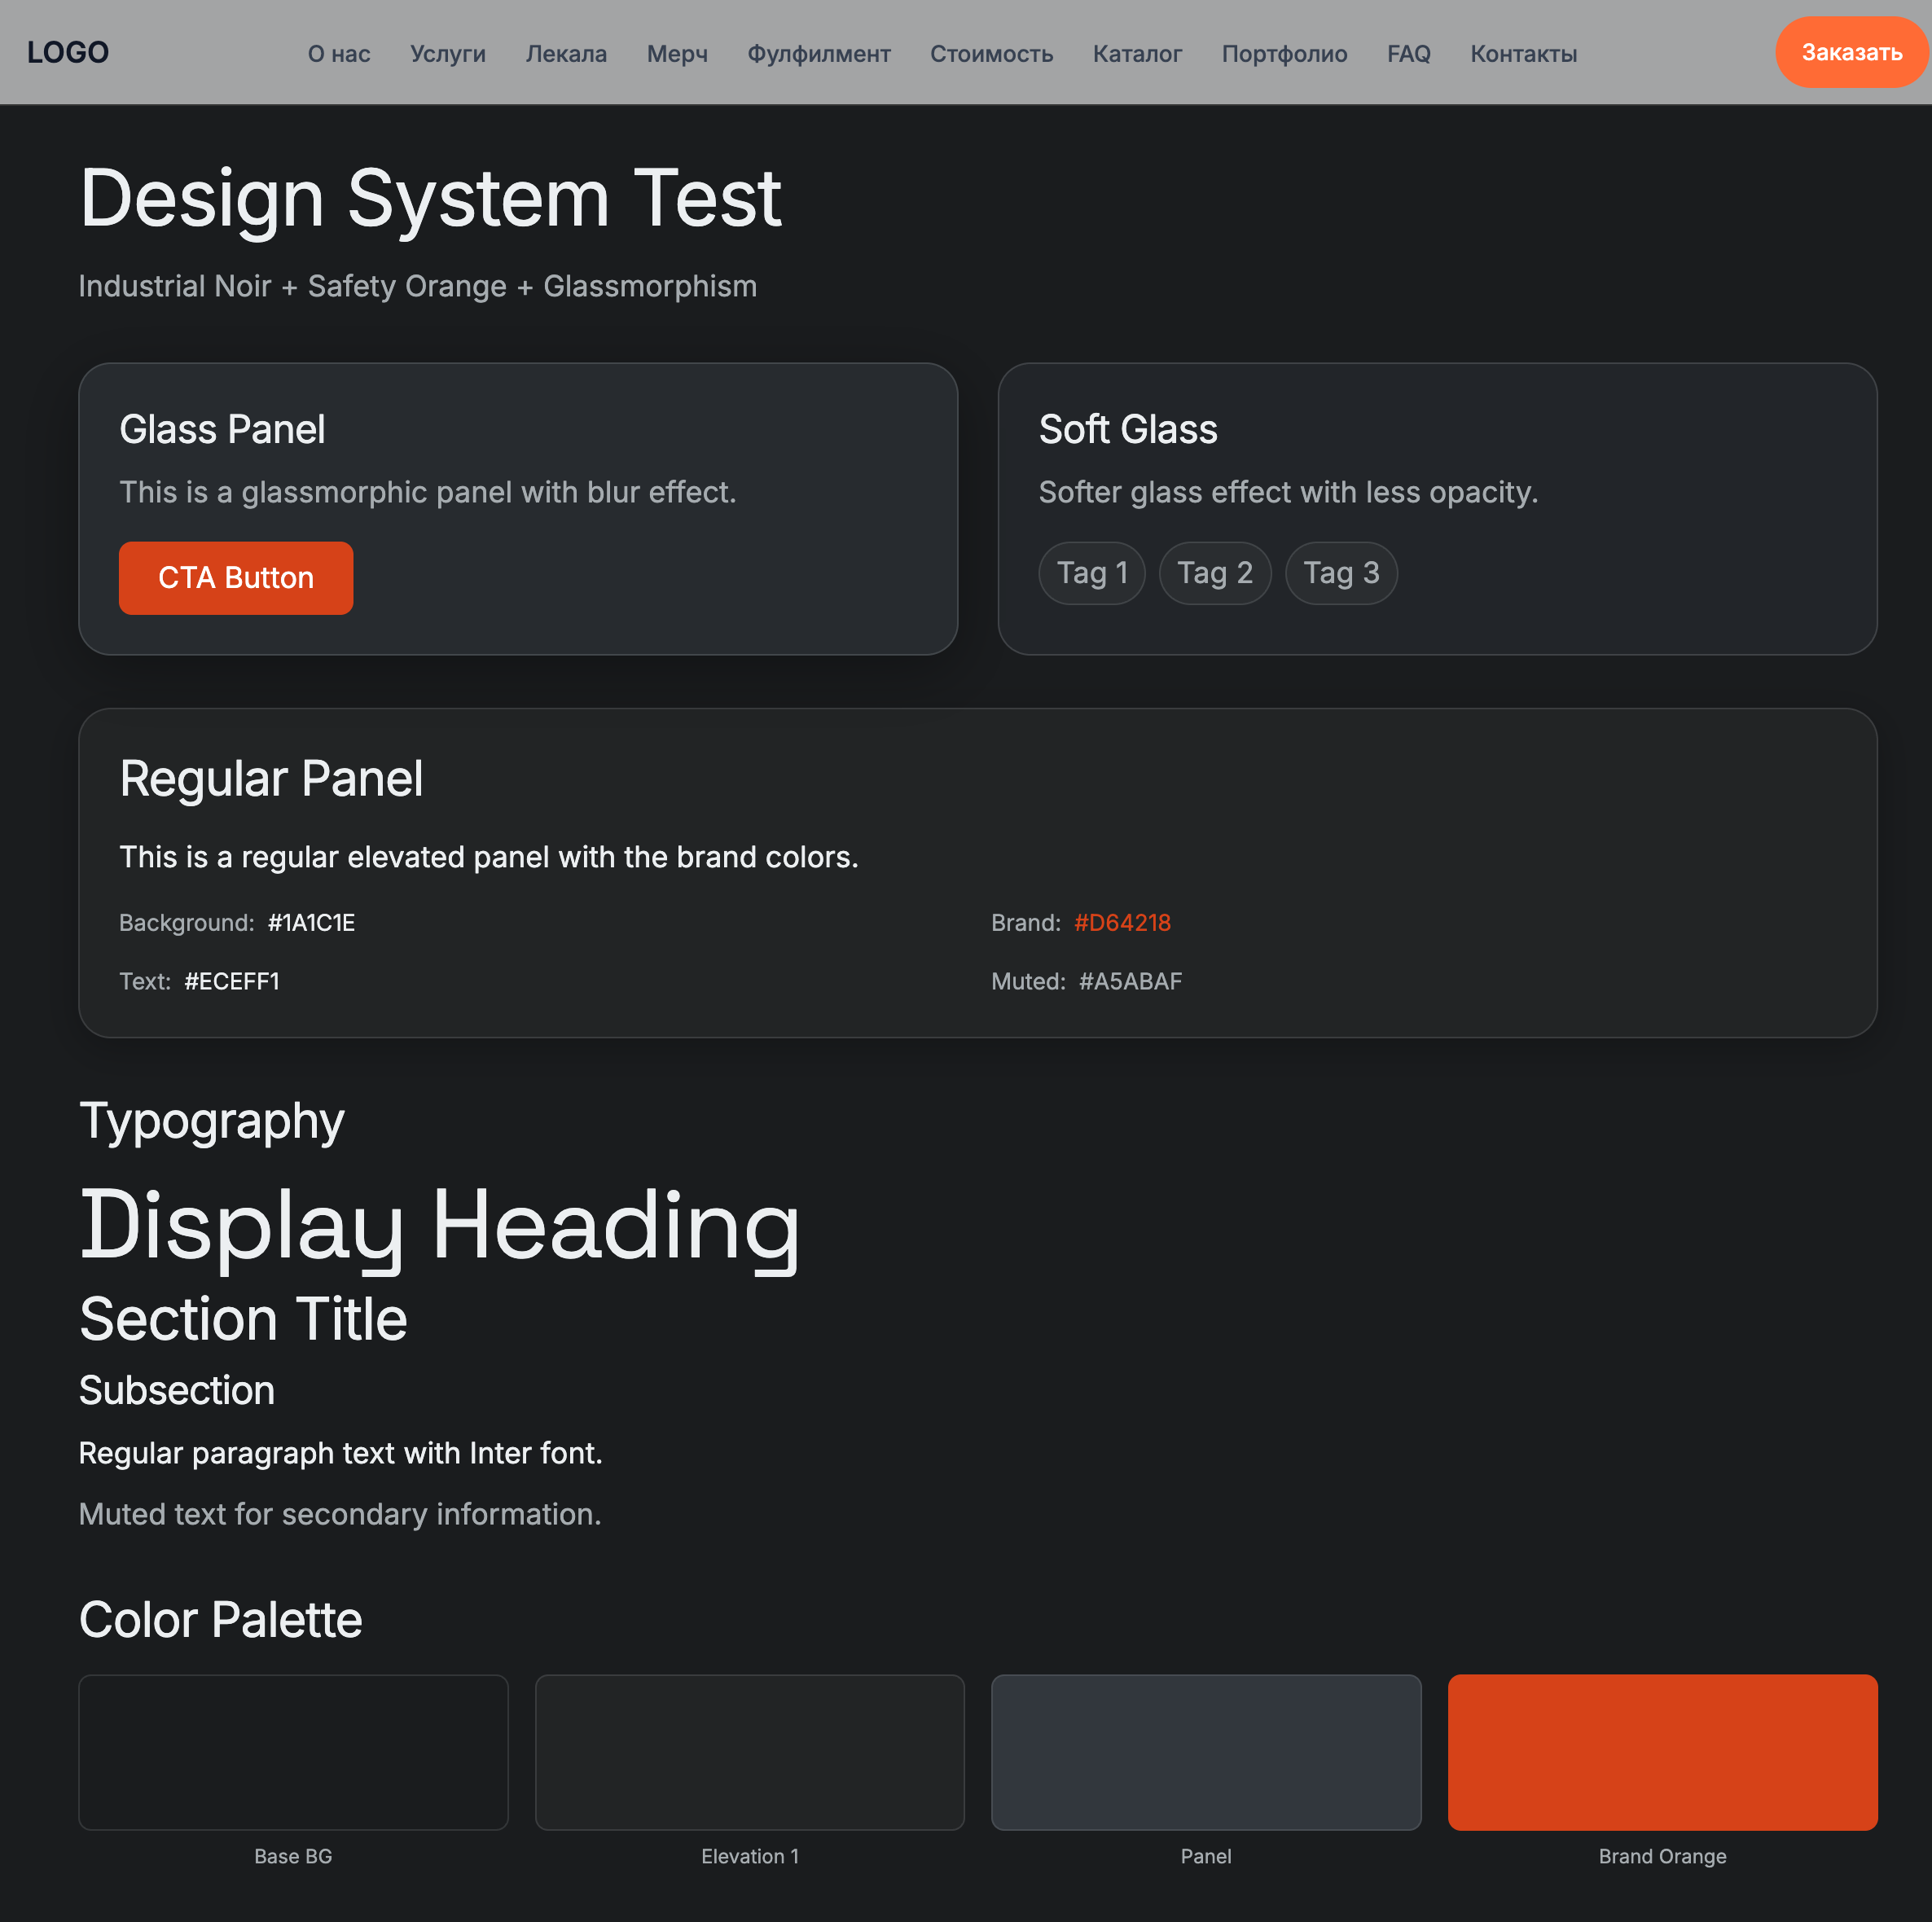 LOGO О нас Услуги Лекала Мерч Фулфилмент Стоимость Каталог Портфолио FAQ Контакты Заказать
Design System Test
Industrial Noir + Safety Orange + Glassmorphism
Glass Panel
This is a glassmorphic panel with blur effect.
CTA Button
Soft Glass
Softer glass effect with less opacity.
Tag 1 Tag 2 Tag 3
Regular Panel
This is a regular elevated panel with the brand colors.
Background: #1A1C1E Brand: #D64218
Text: #ECEFF1 Muted: #A5ABAF
Typography
Display Heading
Section Title
Subsection
Regular paragraph text with Inter font.
Muted text for secondary information.
Color Palette
Base BG Elevation 1 Panel Brand Orange